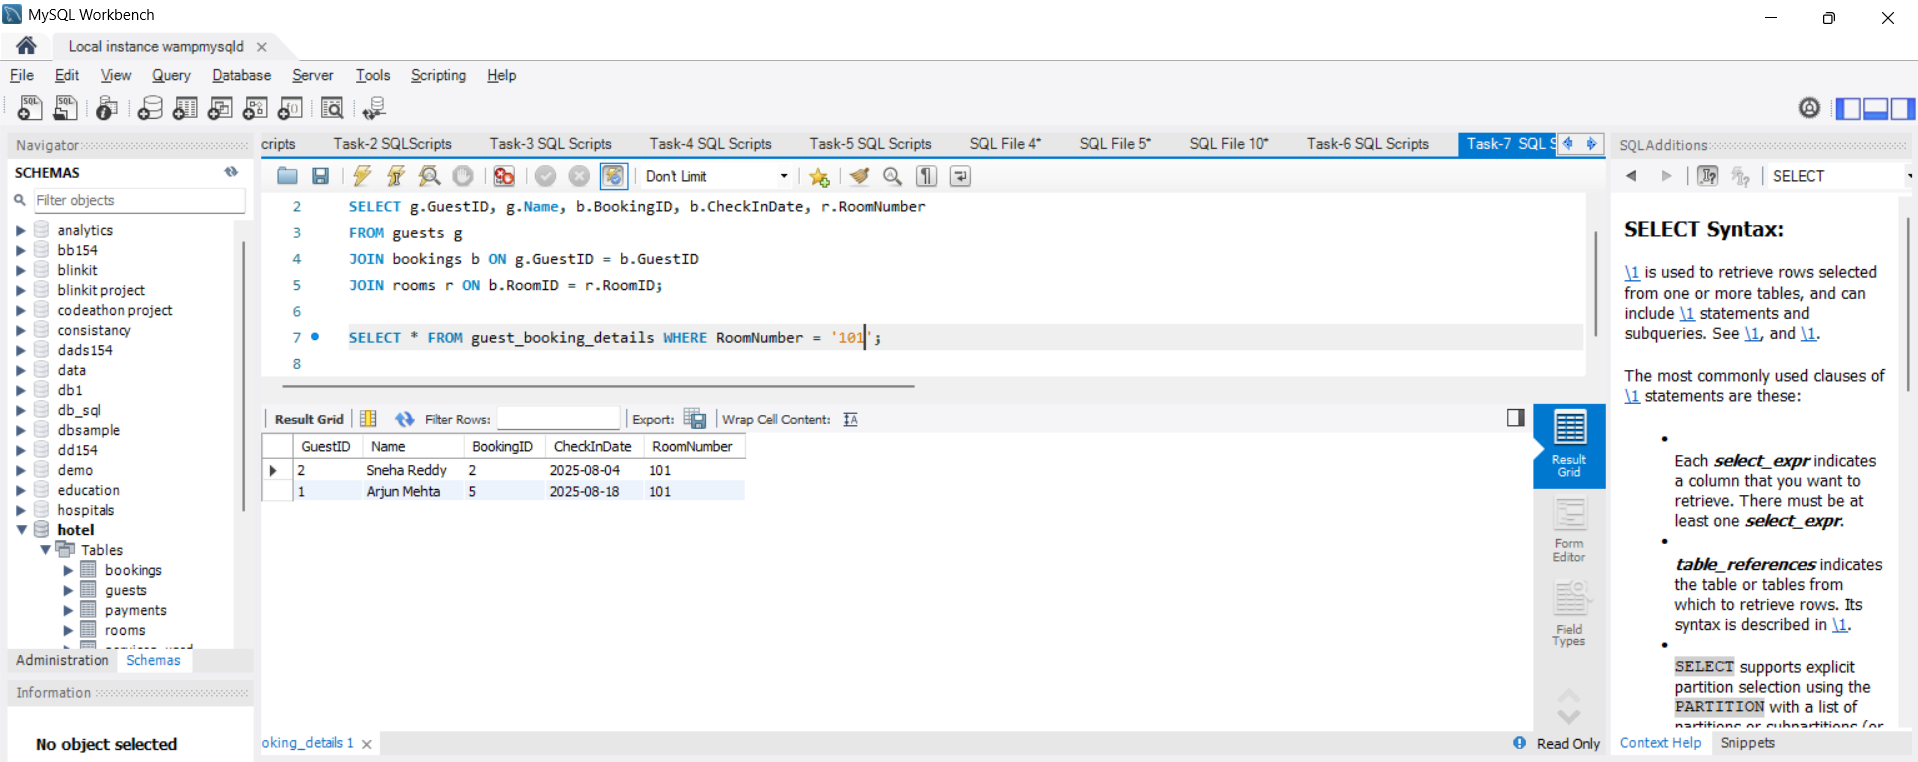 MySQL Workbench
Local instance wampmysqld
File Edit View Query Database Server Tools Scripting Help
Navigator
SCHEMAS
Filter objects
analytics
bb154
blinkit
blinkit project
codeathon project
consistancy
dads154
data
db1
db_sql
dbsample
dd154
demo
education
hospitals
hotel
Tables
bookings
guests
payments
rooms
Administration Schemas
Information
No object selected
cripts Task-2 SQLScripts Task-3 SQL Scripts Task-4 SQL Scripts Task-5 SQL Scripts SQL File 4* SQL File 5* SQL File 10* Task-6 SQL Scripts Task-7 SQL S
Don't Limit
2 SELECT g.GuestID, g.Name, b.BookingID, b.CheckInDate, r.RoomNumber
3 FROM guests g
4 JOIN bookings b ON g.GuestID = b.GuestID
5 JOIN rooms r ON b.RoomID = r.RoomID;
6
7 SELECT * FROM guest_booking_details WHERE RoomNumber = '101';
8
Result Grid Filter Rows: Export: Wrap Cell Content:
GuestID Name BookingID CheckInDate RoomNumber
2 Sneha Reddy 2 2025-08-04 101
1 Arjun Mehta 5 2025-08-18 101
Result
Grid
Form
Editor
Field
Types
oking_details 1
Read Only
SQLAdditions
SELECT
SELECT Syntax:
\1 is used to retrieve rows selected
from one or more tables, and can
include \1 statements and
subqueries. See \1, and \1.
The most commonly used clauses of
\1 statements are these:
Each select_expr indicates
a column that you want to
retrieve. There must be at
least one select_expr.
table_references indicates
the table or tables from
which to retrieve rows. Its
syntax is described in \1.
SELECT supports explicit
partition selection using the
PARTITION with a list of
partitions or subpartitions (or
Context Help Snippets